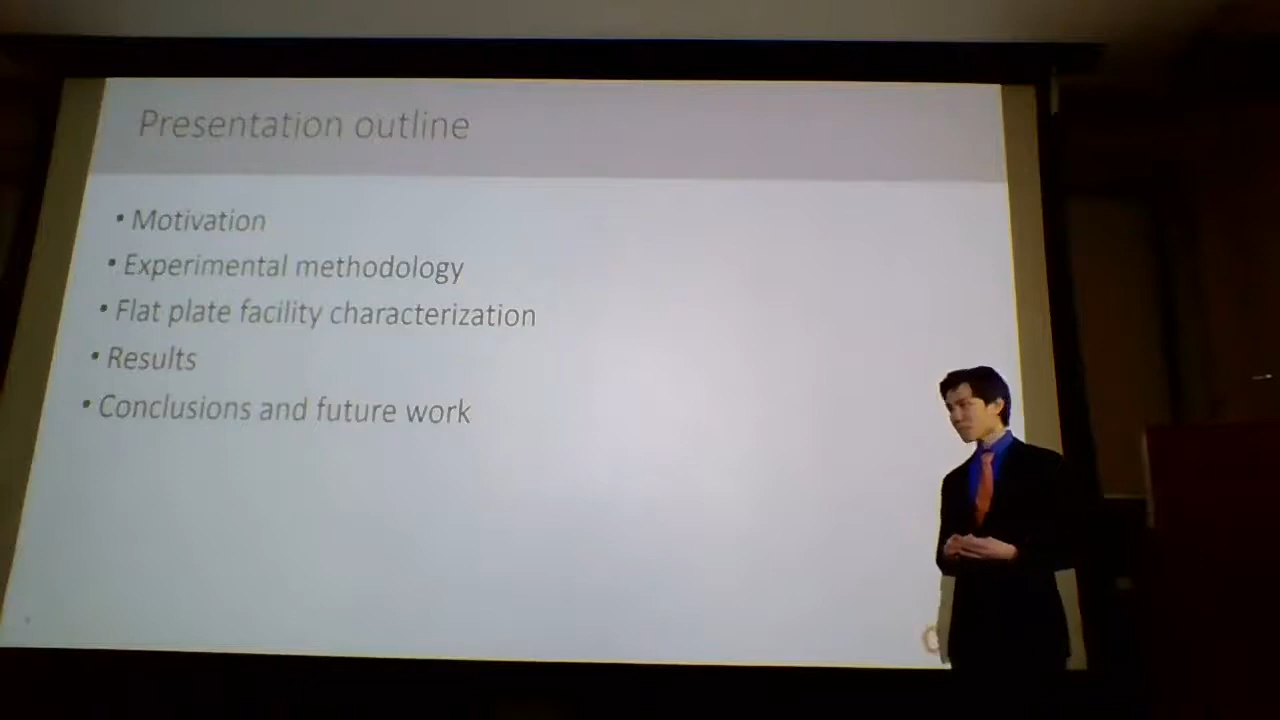 Presentation outline
• Motivation
• Experimental methodology
• Flat plate facility characterization
• Results
• Conclusions and future work